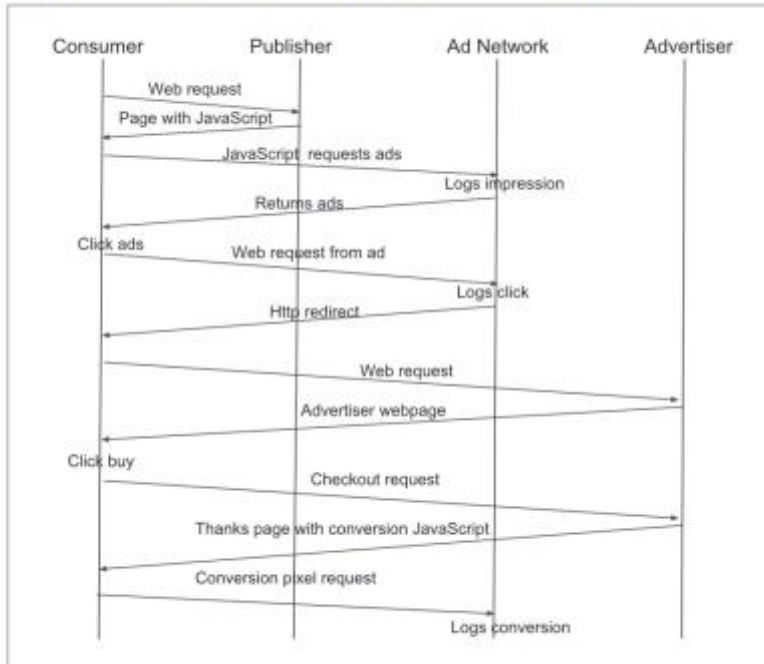 Consumer Publisher Ad Network Advertiser
Web request
Page with JavaScript
JavaScript requests ads
Logs impression
Returns ads
Click ads
Web request from ad
Logs click
Http redirect
Web request
Advertiser webpage
Click buy
Checkout request
Thanks page with conversion JavaScript
Conversion pixel request
Logs conversion